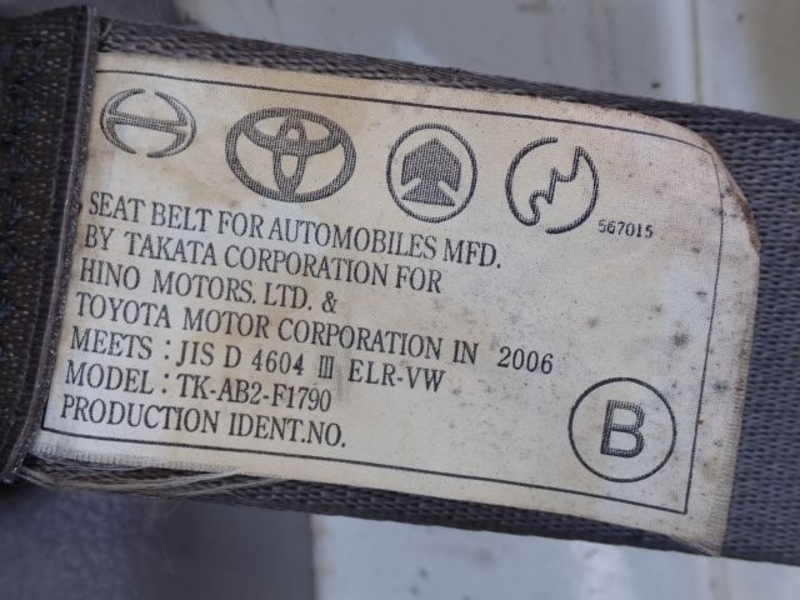 567015
SEAT BELT FOR AUTOMOBILES MFD.
BY TAKATA CORPORATION FOR
HINO MOTORS. LTD. &
TOYOTA MOTOR CORPORATION IN 2006
MEETS : JIS D 4604 Ⅲ ELR-VW
MODEL : TK-AB2-F1790
PRODUCTION IDENT.NO.
B